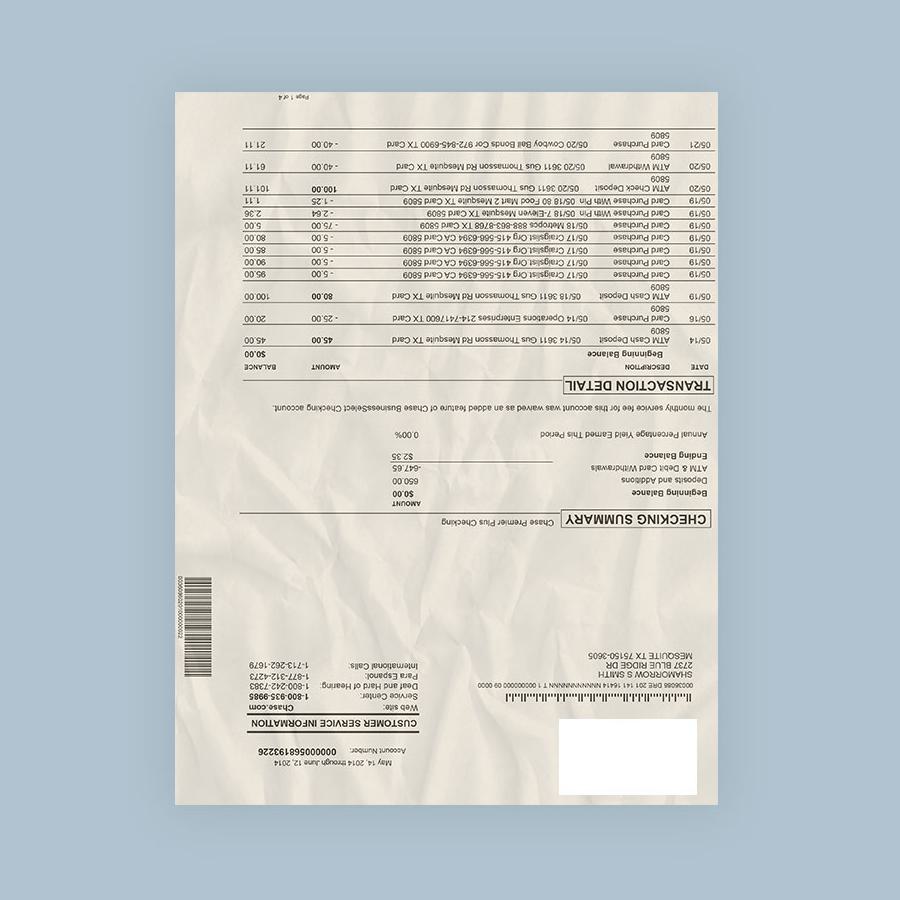 May 14, 2014 through June 12, 2014
Account Number: 000000568193226
CUSTOMER SERVICE INFORMATION
Web site: Chase.com
Service Center: 1-800-935-9985
Deaf and Hard of Hearing: 1-800-242-7383
Para Espanol: 1-877-312-4273
International Calls: 1-713-262-1679
00036088 DRE 201 141 16414 NNNNNNNNNNN T 1 000000000 09 0000
SHAMORROW S SMITH
2737 BLUE RIDGE DR
MESQUITE TX 75150-3605
CHECKING SUMMARY Chase Premier Plus Checking
AMOUNT
Beginning Balance $0.00
Deposits and Additions 650.00
ATM & Debit Card Withdrawals -647.65
Ending Balance $2.35
Annual Percentage Yield Earned This Period 0.00%
The monthly service fee for this account was waived as an added feature of Chase BusinessSelect Checking account.
TRANSACTION DETAIL
DATE DESCRIPTION AMOUNT BALANCE
Beginning Balance $0.00
05/14 ATM Cash Deposit 05/14 3611 Gus Thomasson Rd Mesquite TX Card 45.00 45.00
5809
05/16 Card Purchase 05/14 Operations Enterprises 214-7417600 TX Card - 25.00 20.00
5809
05/19 ATM Cash Deposit 05/18 3611 Gus Thomasson Rd Mesquite TX Card 80.00 100.00
5809
05/19 Card Purchase 05/17 Craigslist.Org 415-566-6394 CA Card 5809 - 5.00 95.00
05/19 Card Purchase 05/17 Craigslist.Org 415-566-6394 CA Card 5809 - 5.00 90.00
05/19 Card Purchase 05/17 Craigslist.Org 415-566-6394 CA Card 5809 - 5.00 85.00
05/19 Card Purchase 05/17 Craigslist.Org 415-566-6394 CA Card 5809 - 5.00 80.00
05/19 Card Purchase 05/18 Metropcs 888-863-8768 TX Card 5809 - 75.00 5.00
05/19 Card Purchase With Pin 05/18 7-Eleven Mesquite TX Card 5809 - 2.64 2.36
05/19 Card Purchase With Pin 05/18 80 Food Mart 2 Mesquite TX Card 5809 - 1.25 1.11
05/20 ATM Check Deposit 05/20 3611 Gus Thomasson Rd Mesquite TX Card 100.00 101.11
5809
05/20 ATM Withdrawal 05/20 3611 Gus Thomasson Rd Mesquite TX Card - 40.00 61.11
5809
05/21 Card Purchase 05/20 Cowboy Bail Bonds Cor 972-845-6900 TX Card - 40.00 21.11
5809
Page 1 of 4